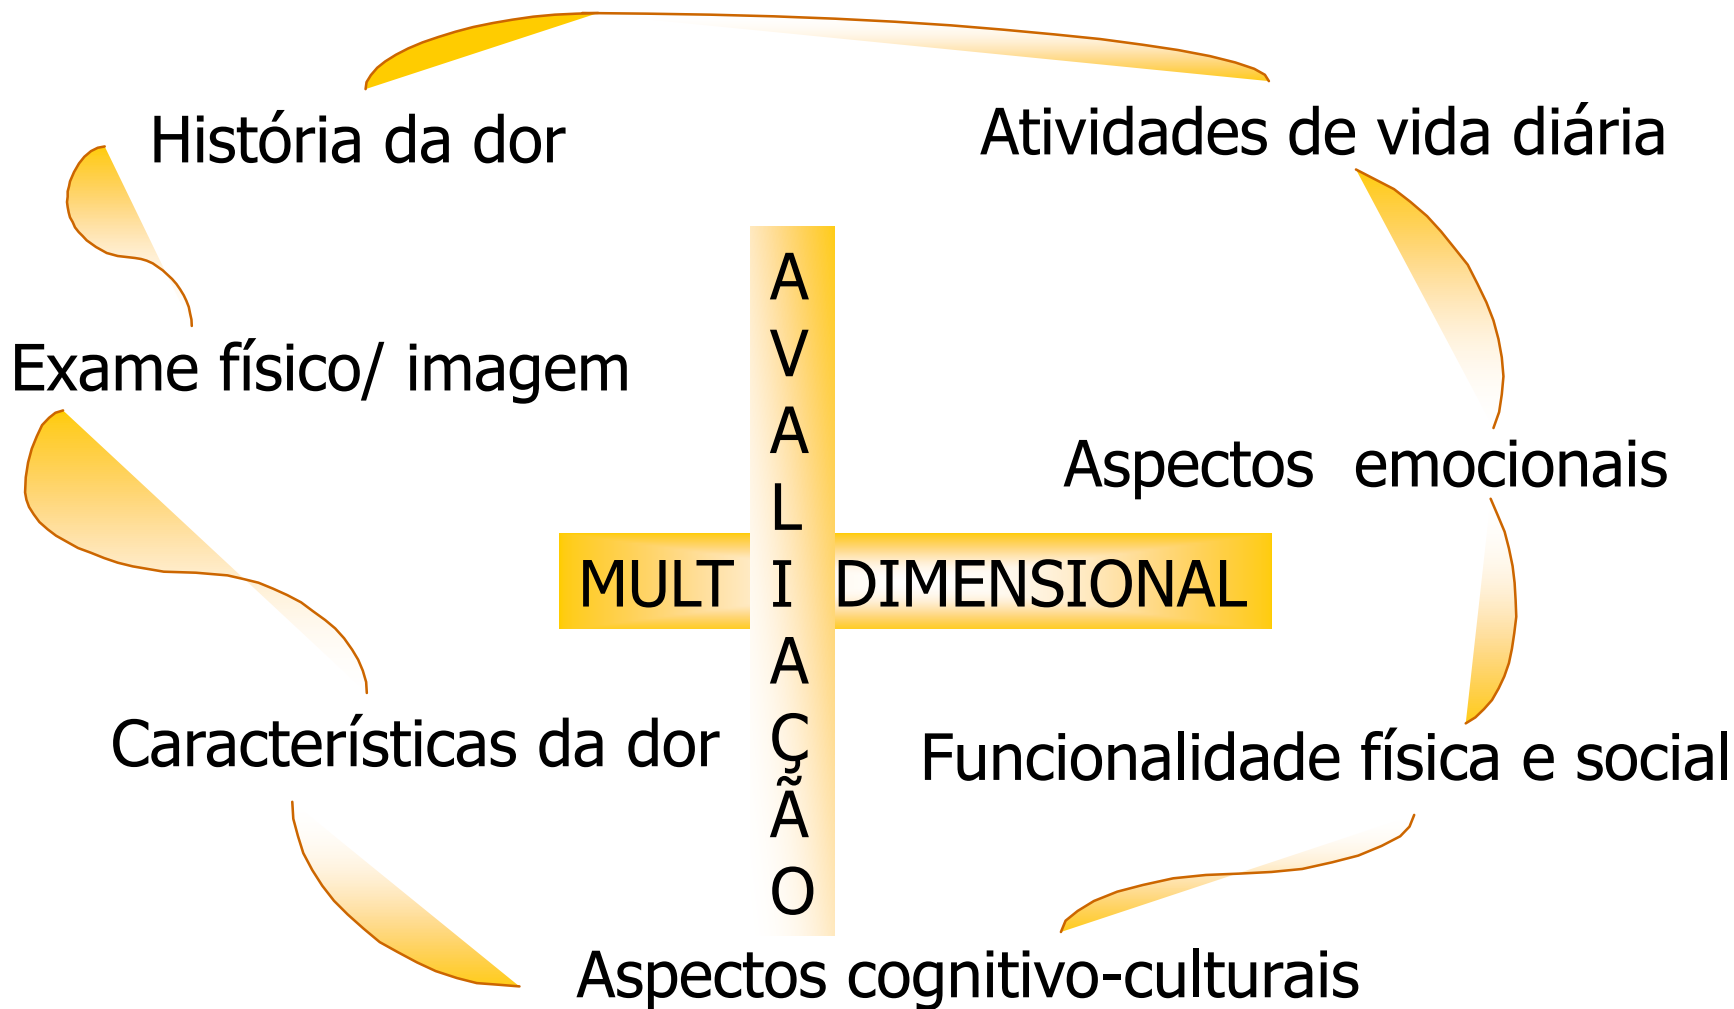 História da dor
Atividades de vida diária
Exame físico/ imagem
Aspectos emocionais
AVALIAÇÃO
MULT I DIMENSIONAL
Características da dor
Funcionalidade física e social
Aspectos cognitivo-culturais